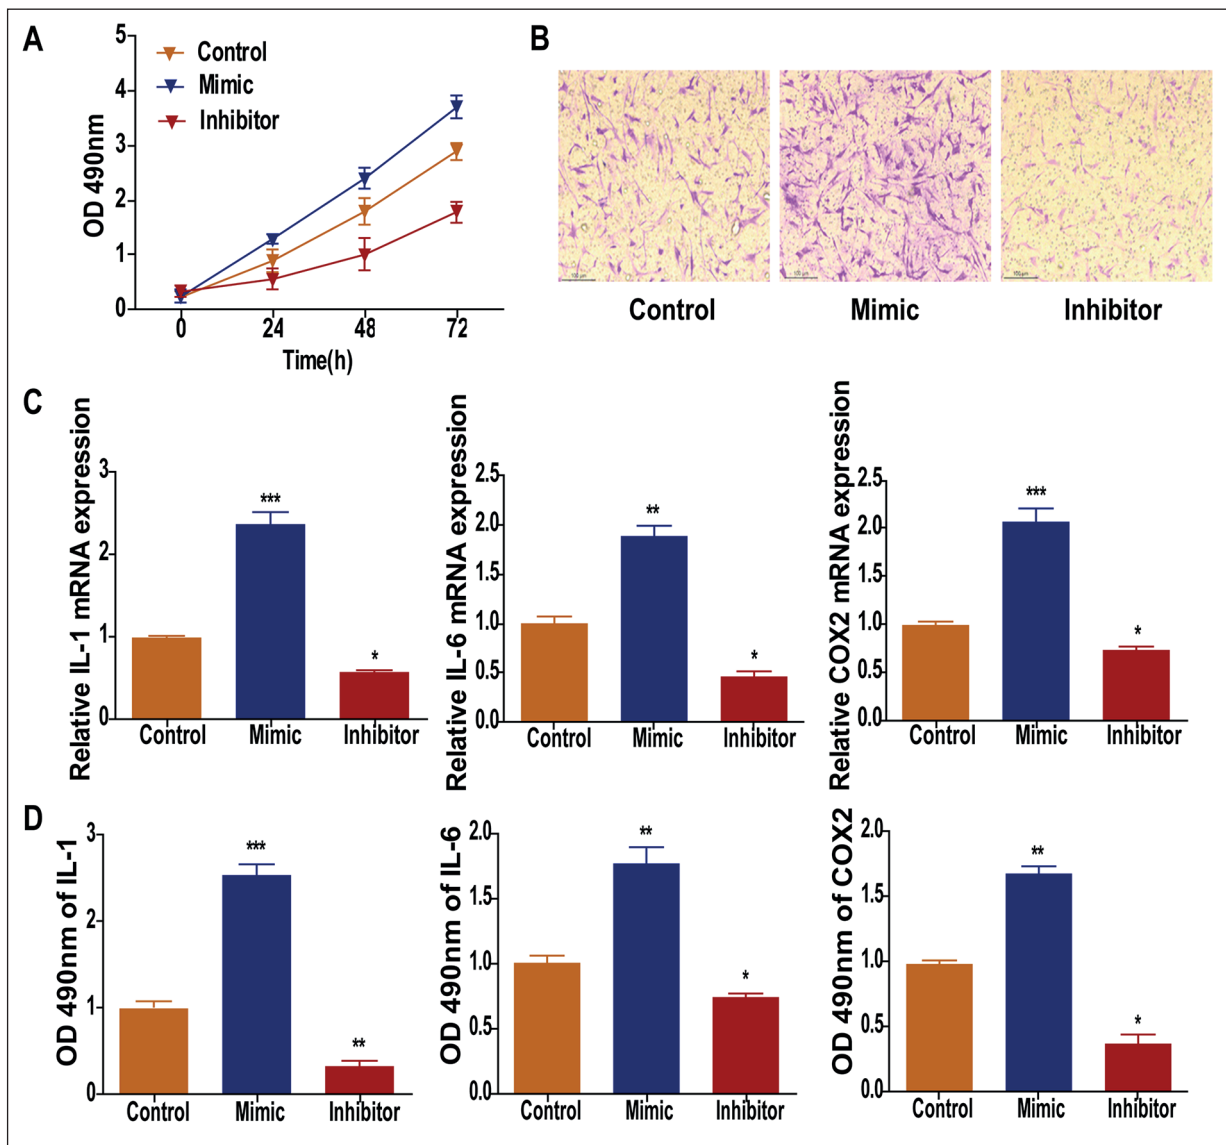 A
OD 490nm
5
4
3
2
1
0
Control
Mimic
Inhibitor
0 24 48 72
Time(h)
B
100 μm
100 μm
100 μm
Control Mimic Inhibitor
C
Relative IL-1 mRNA expression
3
2
1
0
***
*
Control Mimic Inhibitor
Relative IL-6 mRNA expression
2.5
2.0
1.5
1.0
0.5
0.0
**
*
Control Mimic Inhibitor
Relative COX2 mRNA expression
2.5
2.0
1.5
1.0
0.5
0.0
***
*
Control Mimic Inhibitor
D
OD 490nm of IL-1
3
2
1
0
***
**
Control Mimic Inhibitor
OD 490nm of IL-6
2.0
1.5
1.0
0.5
0.0
**
*
Control Mimic Inhibitor
OD 490nm of COX2
2.0
1.5
1.0
0.5
0.0
**
*
Control Mimic Inhibitor